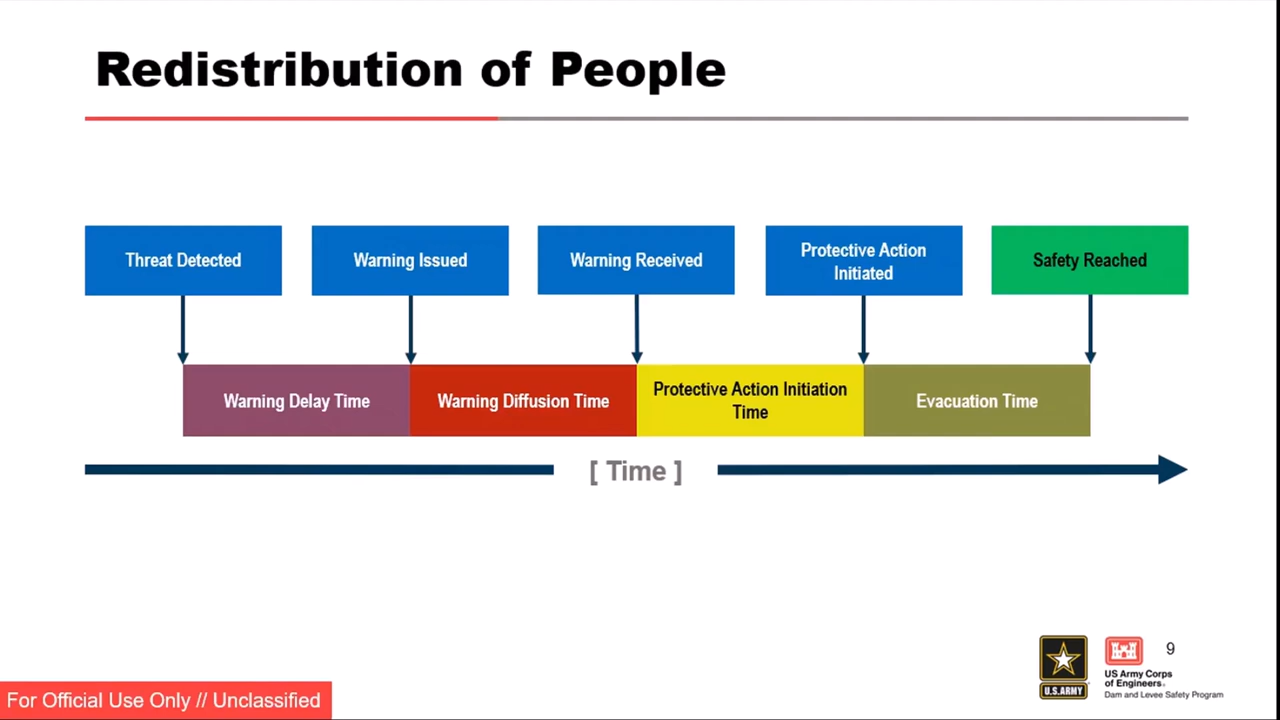 Redistribution of People
Threat Detected
Warning Issued
Warning Received
Protective Action
Initiated
Safety Reached
Warning Delay Time
Warning Diffusion Time
Protective Action Initiation
Time
Evacuation Time
[ Time ]
U.S.ARMY
US Army Corps
of Engineers®
Dam and Levee Safety Program
9
For Official Use Only // Unclassified